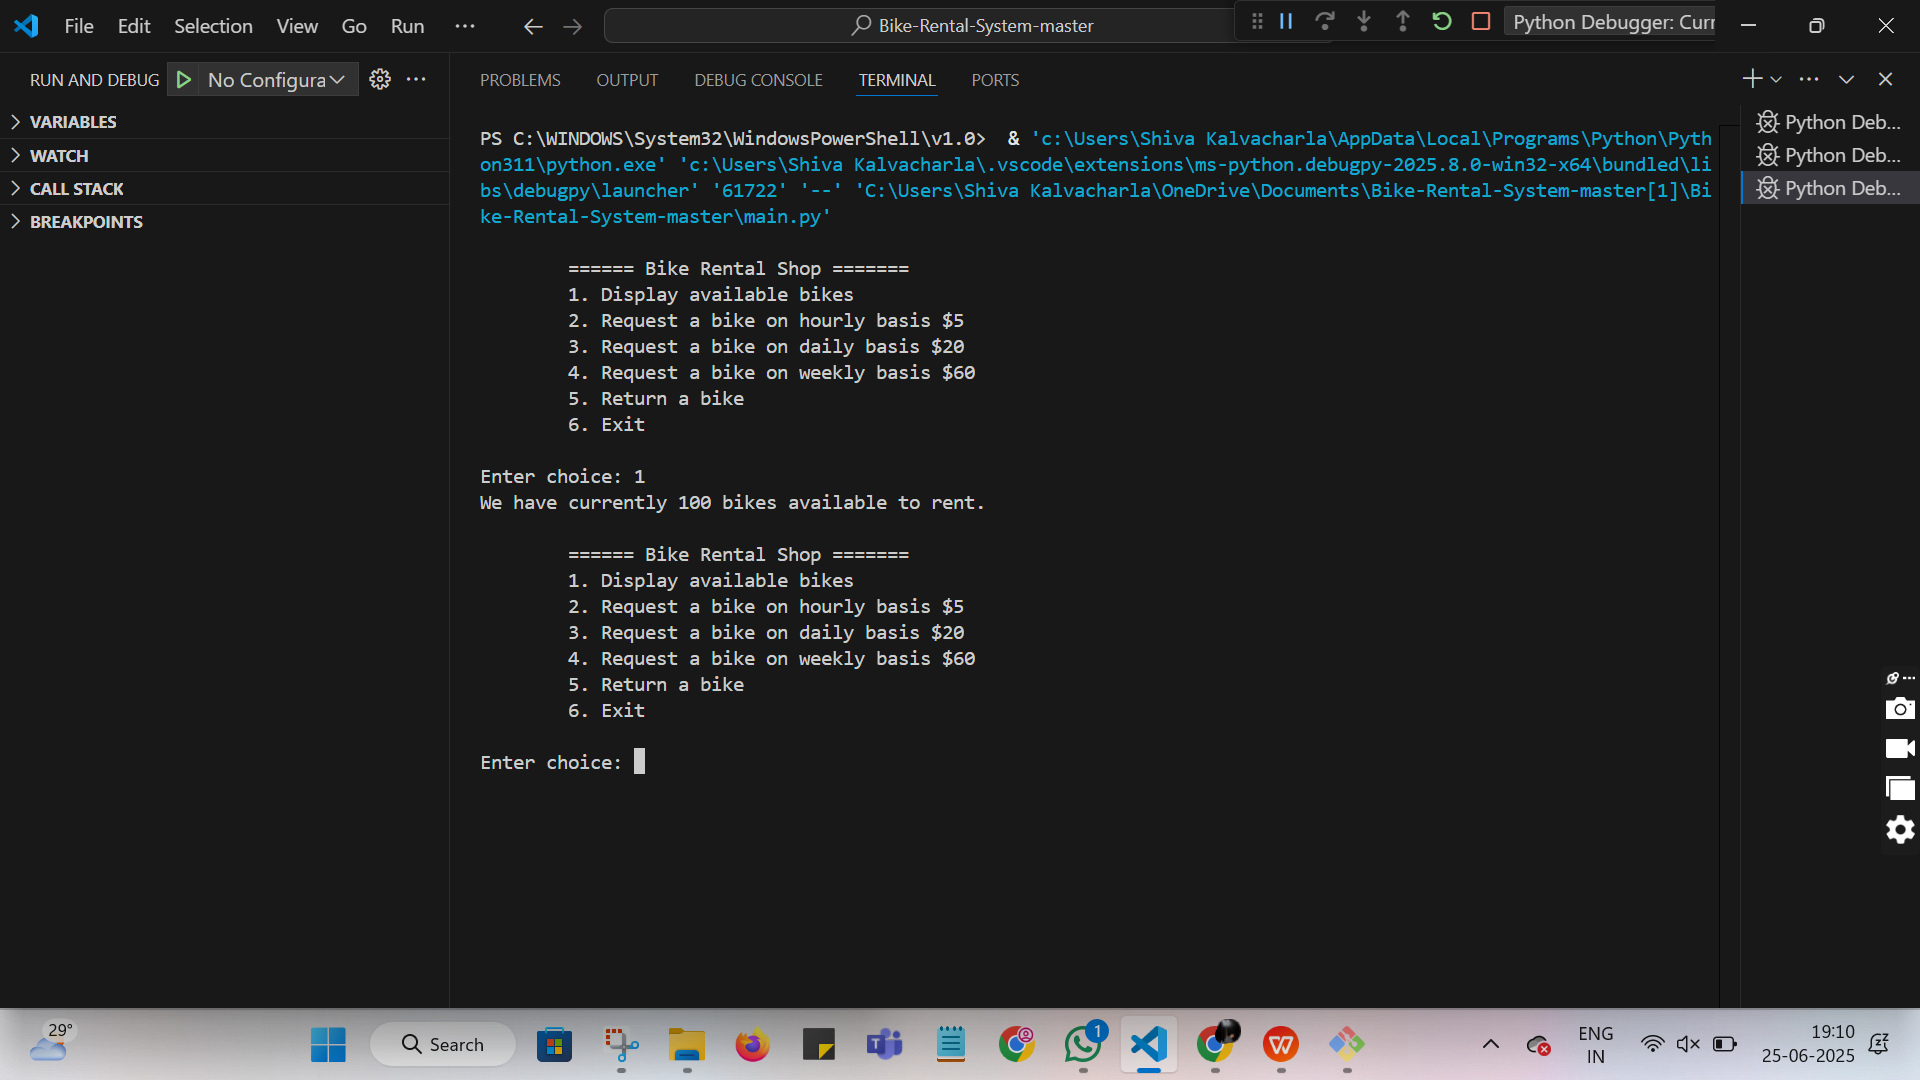 File Edit Selection View Go Run ··· Bike-Rental-System-master Python Debugger: Curr
RUN AND DEBUG No Configura
VARIABLES
WATCH
CALL STACK
BREAKPOINTS
PROBLEMS OUTPUT DEBUG CONSOLE TERMINAL PORTS
PS C:\WINDOWS\System32\WindowsPowerShell\v1.0>  & 'c:\Users\Shiva Kalvacharla\AppData\Local\Programs\Python\Pyth
on311\python.exe' 'c:\Users\Shiva Kalvacharla\.vscode\extensions\ms-python.debugpy-2025.8.0-win32-x64\bundled\li
bs\debugpy\launcher' '61722' '--' 'C:\Users\Shiva Kalvacharla\OneDrive\Documents\Bike-Rental-System-master[1]\Bi
ke-Rental-System-master\main.py'
====== Bike Rental Shop =======
1. Display available bikes
2. Request a bike on hourly basis $5
3. Request a bike on daily basis $20
4. Request a bike on weekly basis $60
5. Return a bike
6. Exit
Enter choice: 1
We have currently 100 bikes available to rent.
====== Bike Rental Shop =======
1. Display available bikes
2. Request a bike on hourly basis $5
3. Request a bike on daily basis $20
4. Request a bike on weekly basis $60
5. Return a bike
6. Exit
Enter choice:
Python Deb...
Python Deb...
Python Deb...
29°
Search
1
ENG
IN
19:10
25-06-2025